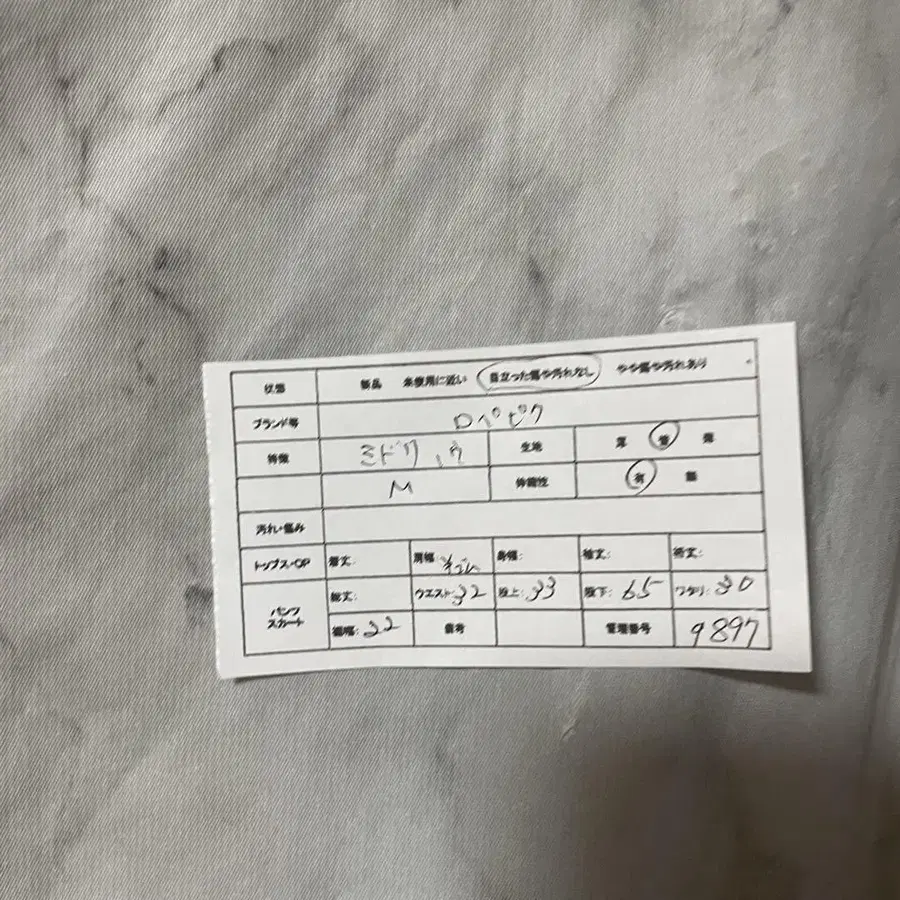 状態 新品 未使用に近い 目立った傷や汚れなし やや傷や汚れあり
ブランド等 ロペピク
特徴 ミドリ 生地 薄 普 厚
M 伸縮性 有 無
汚れ・傷み
トップス・OP 着丈: 肩幅: 身幅: 袖丈: 裄丈:
パンツ スカート 総丈: ウエスト: 32 股上: 33 股下: 65 ワタリ: 30
裾幅: 22 備考 管理番号 9897